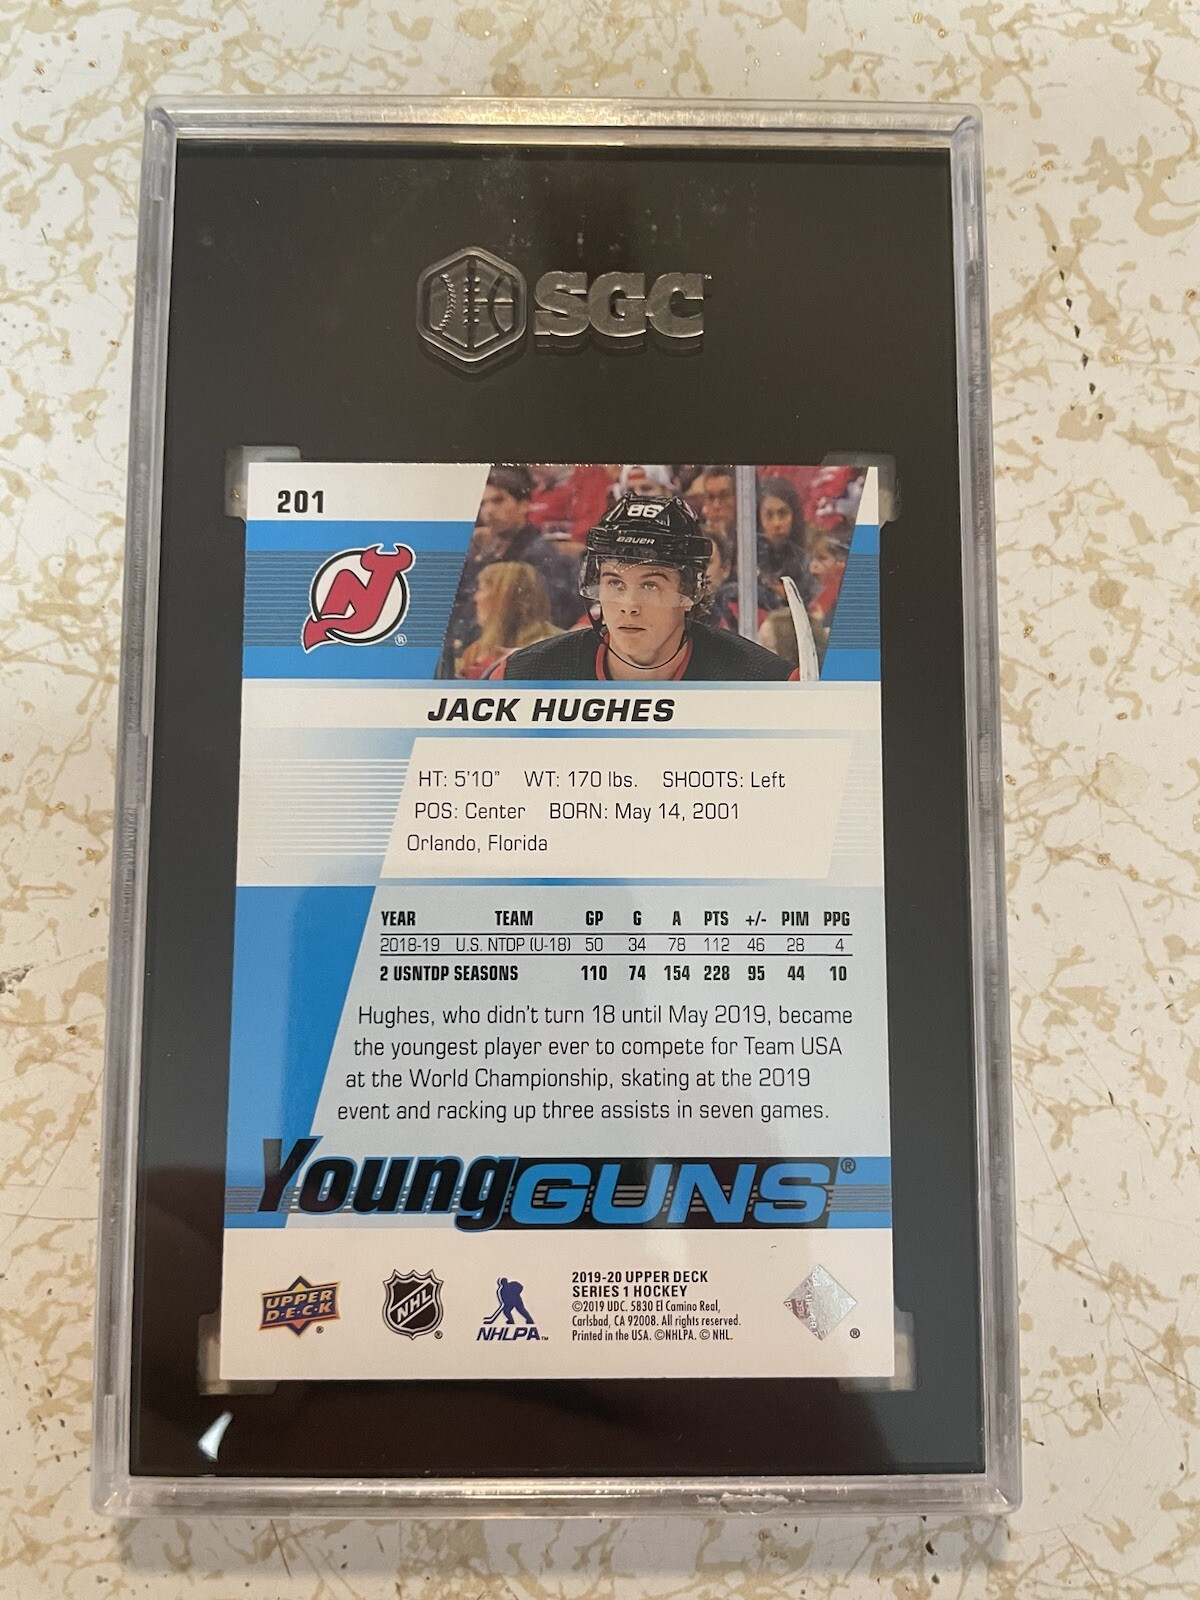 SGC
201
NJ
86
BAUER
JACK HUGHES
HT: 5'10" WT: 170 lbs. SHOOTS: Left
POS: Center BORN: May 14, 2001
Orlando, Florida
YEAR TEAM GP G A PTS +/- PIM PPG
2018-19 U.S. NTDP (U-18) 50 34 78 112 46 28 4
2 USNTDP SEASONS 110 74 154 228 95 44 10
Hughes, who didn't turn 18 until May 2019, became
the youngest player ever to compete for Team USA
at the World Championship, skating at the 2019
event and racking up three assists in seven games.
Young GUNS®
UPPER
D·E·C·K
NHL
NHLPA™
2019-20 UPPER DECK
SERIES 1 HOCKEY
©2019 UDC. 5830 El Camino Real,
Carlsbad, CA 92008. All rights reserved.
Printed in the USA. ©NHLPA. © NHL.